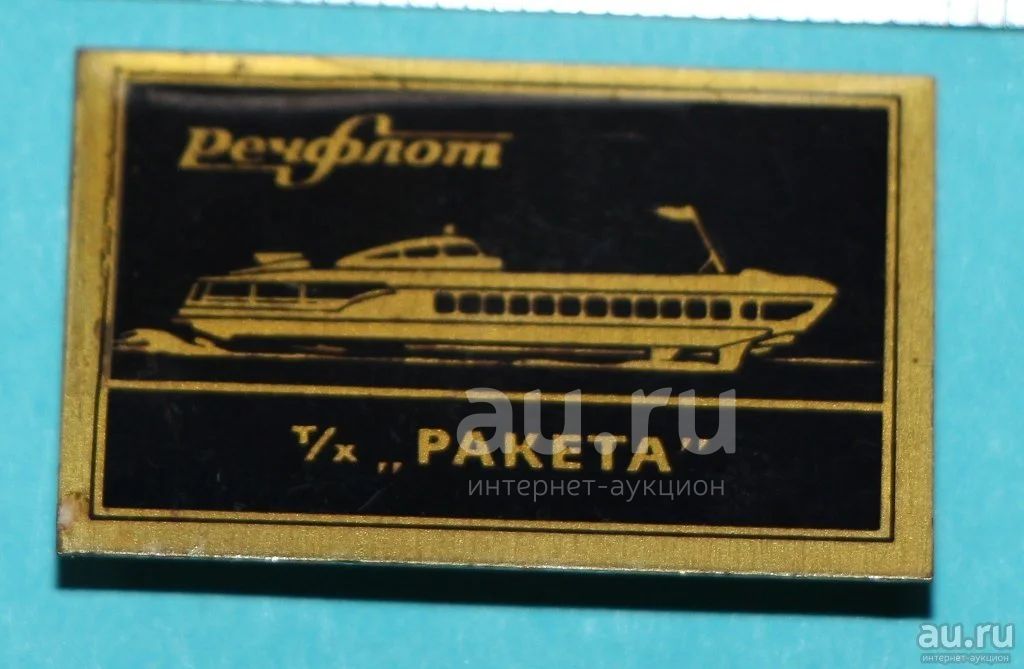 Речфлот
т/х „РАКЕТА”
au.ru
интернет-аукцион
au.ru
интернет-аукцион